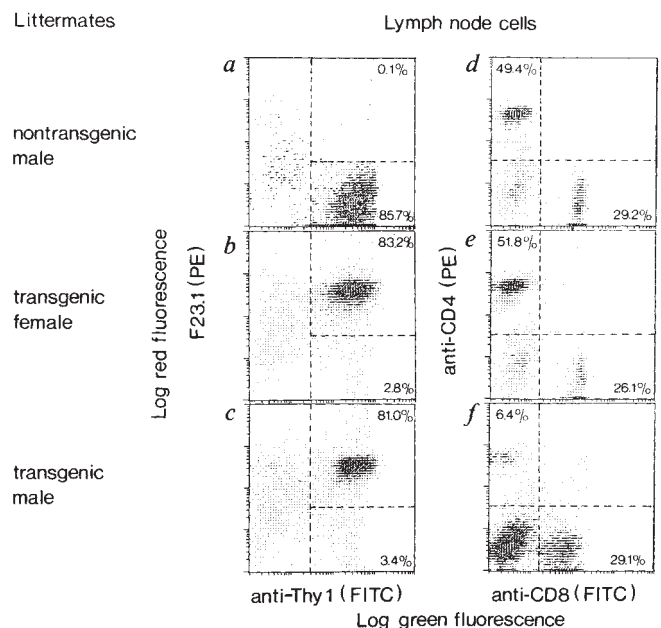 Littermates
Lymph node cells
a
0.1%
85.7%
d
49.4%
29.2%
nontransgenic
male
b
83.2%
2.8%
e
51.8%
26.1%
transgenic
female
c
81.0%
3.4%
f
6.4%
29.1%
transgenic
male
Log red fluorescence
F23.1 (PE)
anti-CD4 (PE)
anti-Thy1 (FITC)
anti-CD8 (FITC)
Log green fluorescence